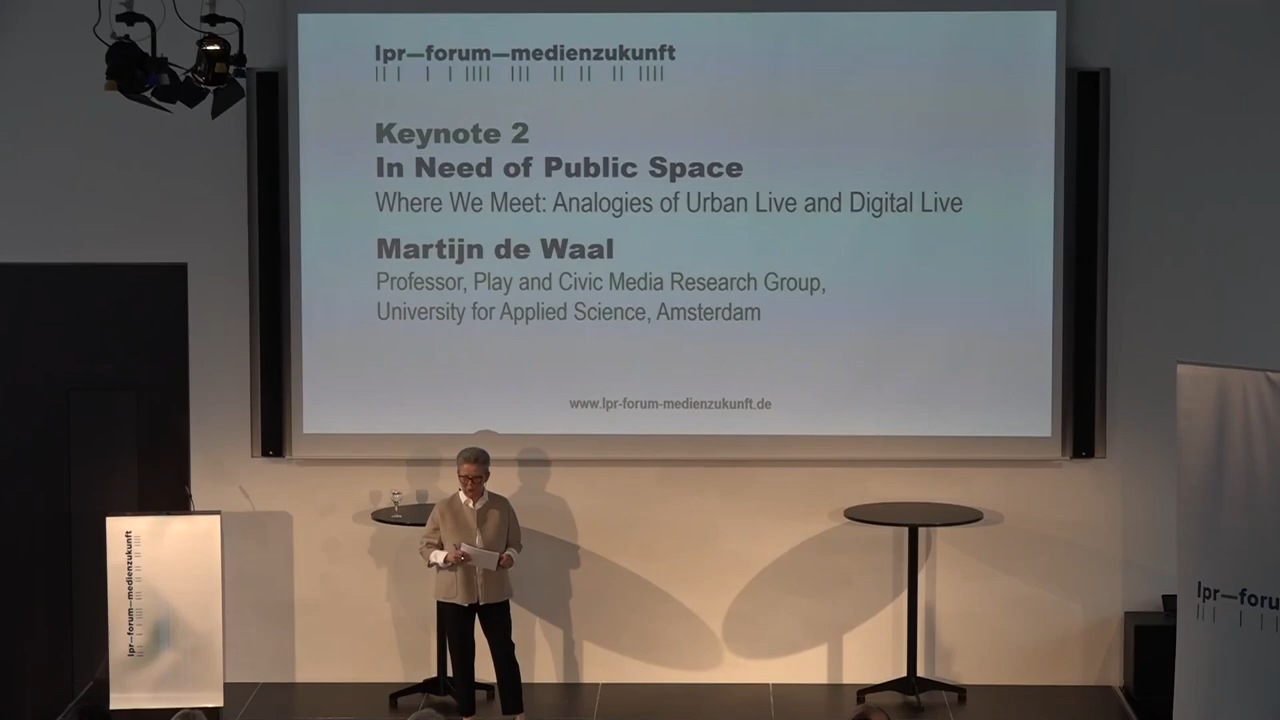 lpr—forum—medienzukunft
Keynote 2
In Need of Public Space
Where We Meet: Analogies of Urban Live and Digital Live
Martijn de Waal
Professor, Play and Civic Media Research Group,
University for Applied Science, Amsterdam
www.lpr-forum-medienzukunft.de
lpr—forum—medienzukunft
lpr—foru